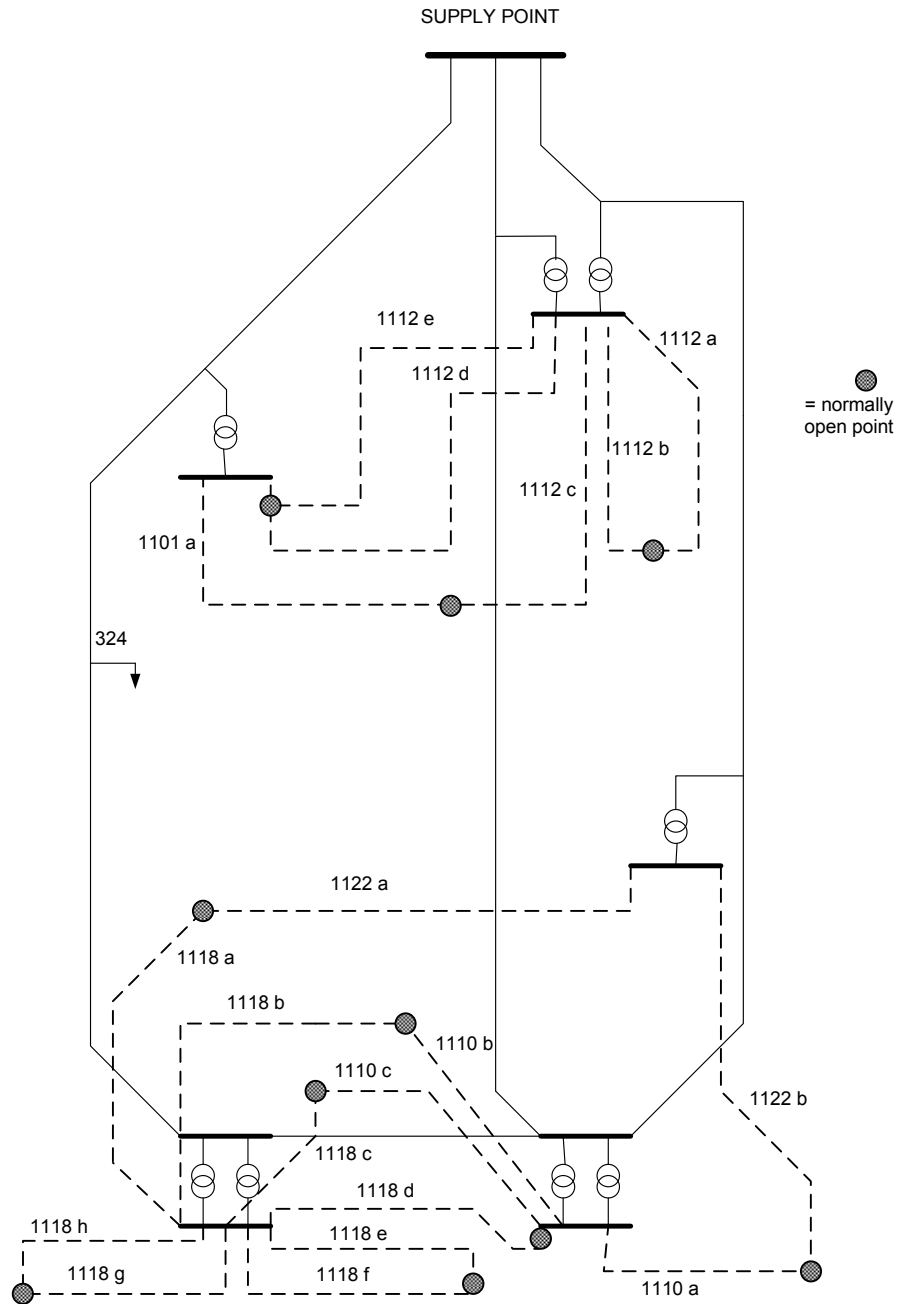 SUPPLY POINT
1112 e
1112 a
1112 d
= normally
open point
1112 b
1112 c
1101 a
324
1122 a
1118 a
1118 b
1110 b
1110 c
1122 b
1118 c
1118 d
1118 h
1118 e
1118 g
1118 f
1110 a